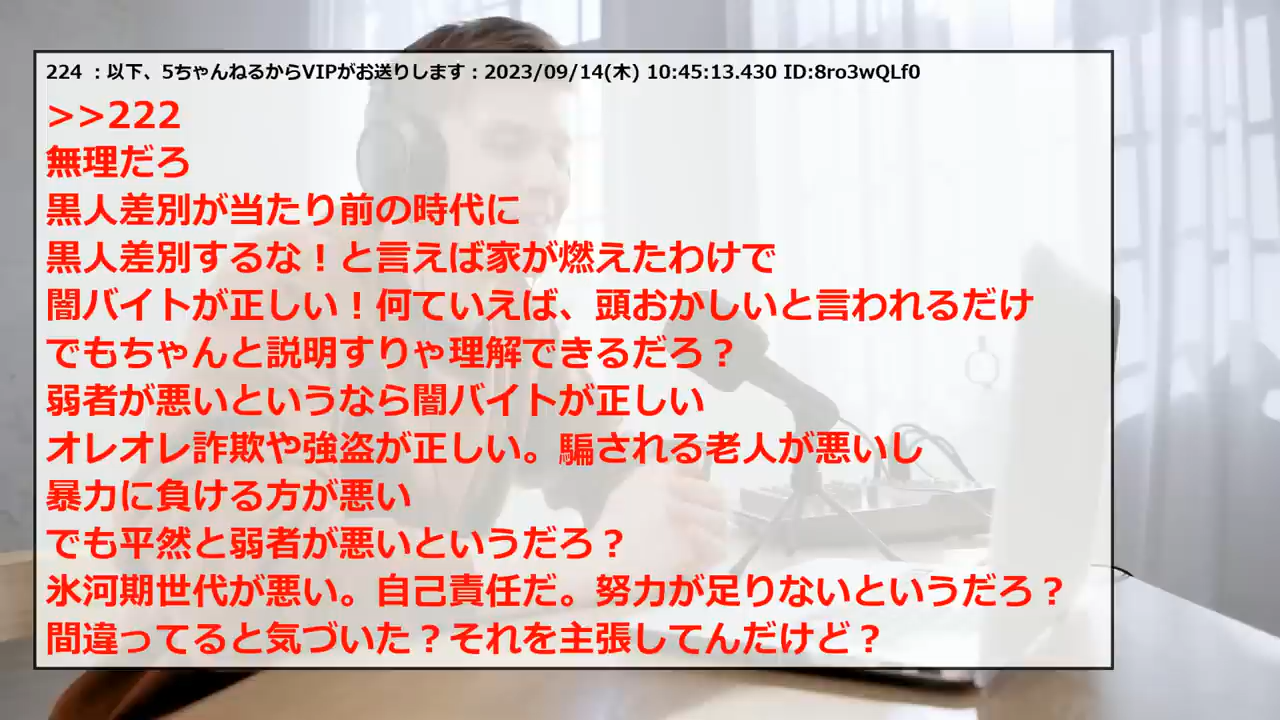 224 ：以下、5ちゃんねるからVIPがお送りします：2023/09/14(木) 10:45:13.430 ID:8ro3wQLf0
>>222
無理だろ
黒人差別が当たり前の時代に
黒人差別するな！と言えば家が燃えたわけで
闇バイトが正しい！何ていえば、頭おかしいと言われるだけ
でもちゃんと説明すりゃ理解できるだろ？
弱者が悪いというなら闇バイトが正しい
オレオレ詐欺や強盗が正しい。騙される老人が悪いし
暴力に負ける方が悪い
でも平然と弱者が悪いというだろ？
氷河期世代が悪い。自己責任だ。努力が足りないというだろ？
間違ってると気づいた？それを主張してんだけど？